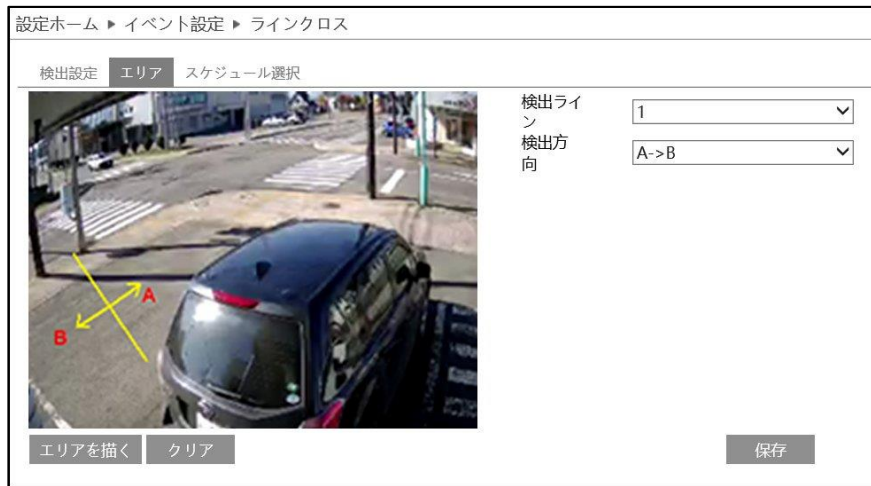 設定ホーム ▶ イベント設定 ▶ ラインクロス
検出設定 エリア スケジュール選択
検出ライ
ン
1
検出方
向
A->B
A
B
エリアを描く クリア
保存